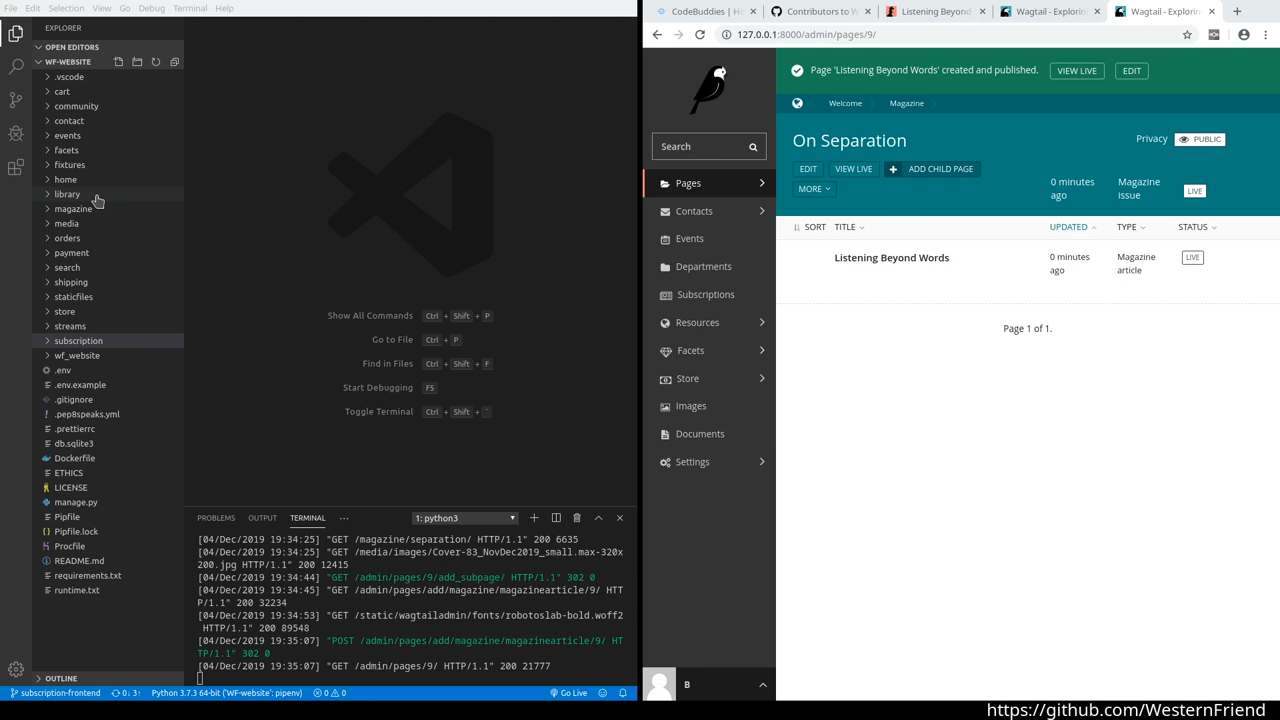 File Edit Selection View Go Debug Terminal Help
EXPLORER
OPEN EDITORS
WF-WEBSITE
.vscode
cart
community
contact
events
facets
fixtures
home
library
magazine
media
orders
payment
search
shipping
staticfiles
store
streams
subscription
wf_website
.env
.env.example
.gitignore
.pep8speaks.yml
.prettierrc
db.sqlite3
Dockerfile
ETHICS
LICENSE
manage.py
Pipfile
Pipfile.lock
Procfile
README.md
requirements.txt
runtime.txt
OUTLINE
Show All Commands Ctrl + Shift + P
Go to File Ctrl + P
Find in Files Ctrl + Shift + F
Start Debugging F5
Toggle Terminal Ctrl + Shift + `
PROBLEMS OUTPUT TERMINAL ··· 1: python3
[04/Dec/2019 19:34:25] "GET /magazine/separation/ HTTP/1.1" 200 6635
[04/Dec/2019 19:34:25] "GET /media/images/Cover-83_NovDec2019_small.max-320x
200.jpg HTTP/1.1" 200 12415
[04/Dec/2019 19:34:44] "GET /admin/pages/9/add_subpage/ HTTP/1.1" 302 0
[04/Dec/2019 19:34:45] "GET /admin/pages/add/magazine/magazinearticle/9/ HTT
P/1.1" 200 32234
[04/Dec/2019 19:34:53] "GET /static/wagtailadmin/fonts/robotoslab-bold.woff2
HTTP/1.1" 200 89548
[04/Dec/2019 19:35:07] "POST /admin/pages/add/magazine/magazinearticle/9/ HT
TP/1.1" 302 0
[04/Dec/2019 19:35:07] "GET /admin/pages/9/ HTTP/1.1" 200 21777
subscription-frontend 0↓ 3↑ Python 3.7.3 64-bit ('WF-website': pipenv) 0 0 Go Live
CodeBuddies | Ha Contributors to W Listening Beyond Wagtail - Explorin Wagtail - Explorin
127.0.0.1:8000/admin/pages/9/
Search
Pages
Contacts
Events
Departments
Subscriptions
Resources
Facets
Store
Images
Documents
Settings
B
Page 'Listening Beyond Words' created and published. VIEW LIVE EDIT
Welcome Magazine
On Separation Privacy PUBLIC
EDIT VIEW LIVE ADD CHILD PAGE
MORE
0 minutes ago
Magazine issue
LIVE
SORT TITLE UPDATED TYPE STATUS
Listening Beyond Words 0 minutes ago Magazine article LIVE
Page 1 of 1.
https://github.com/WesternFriend